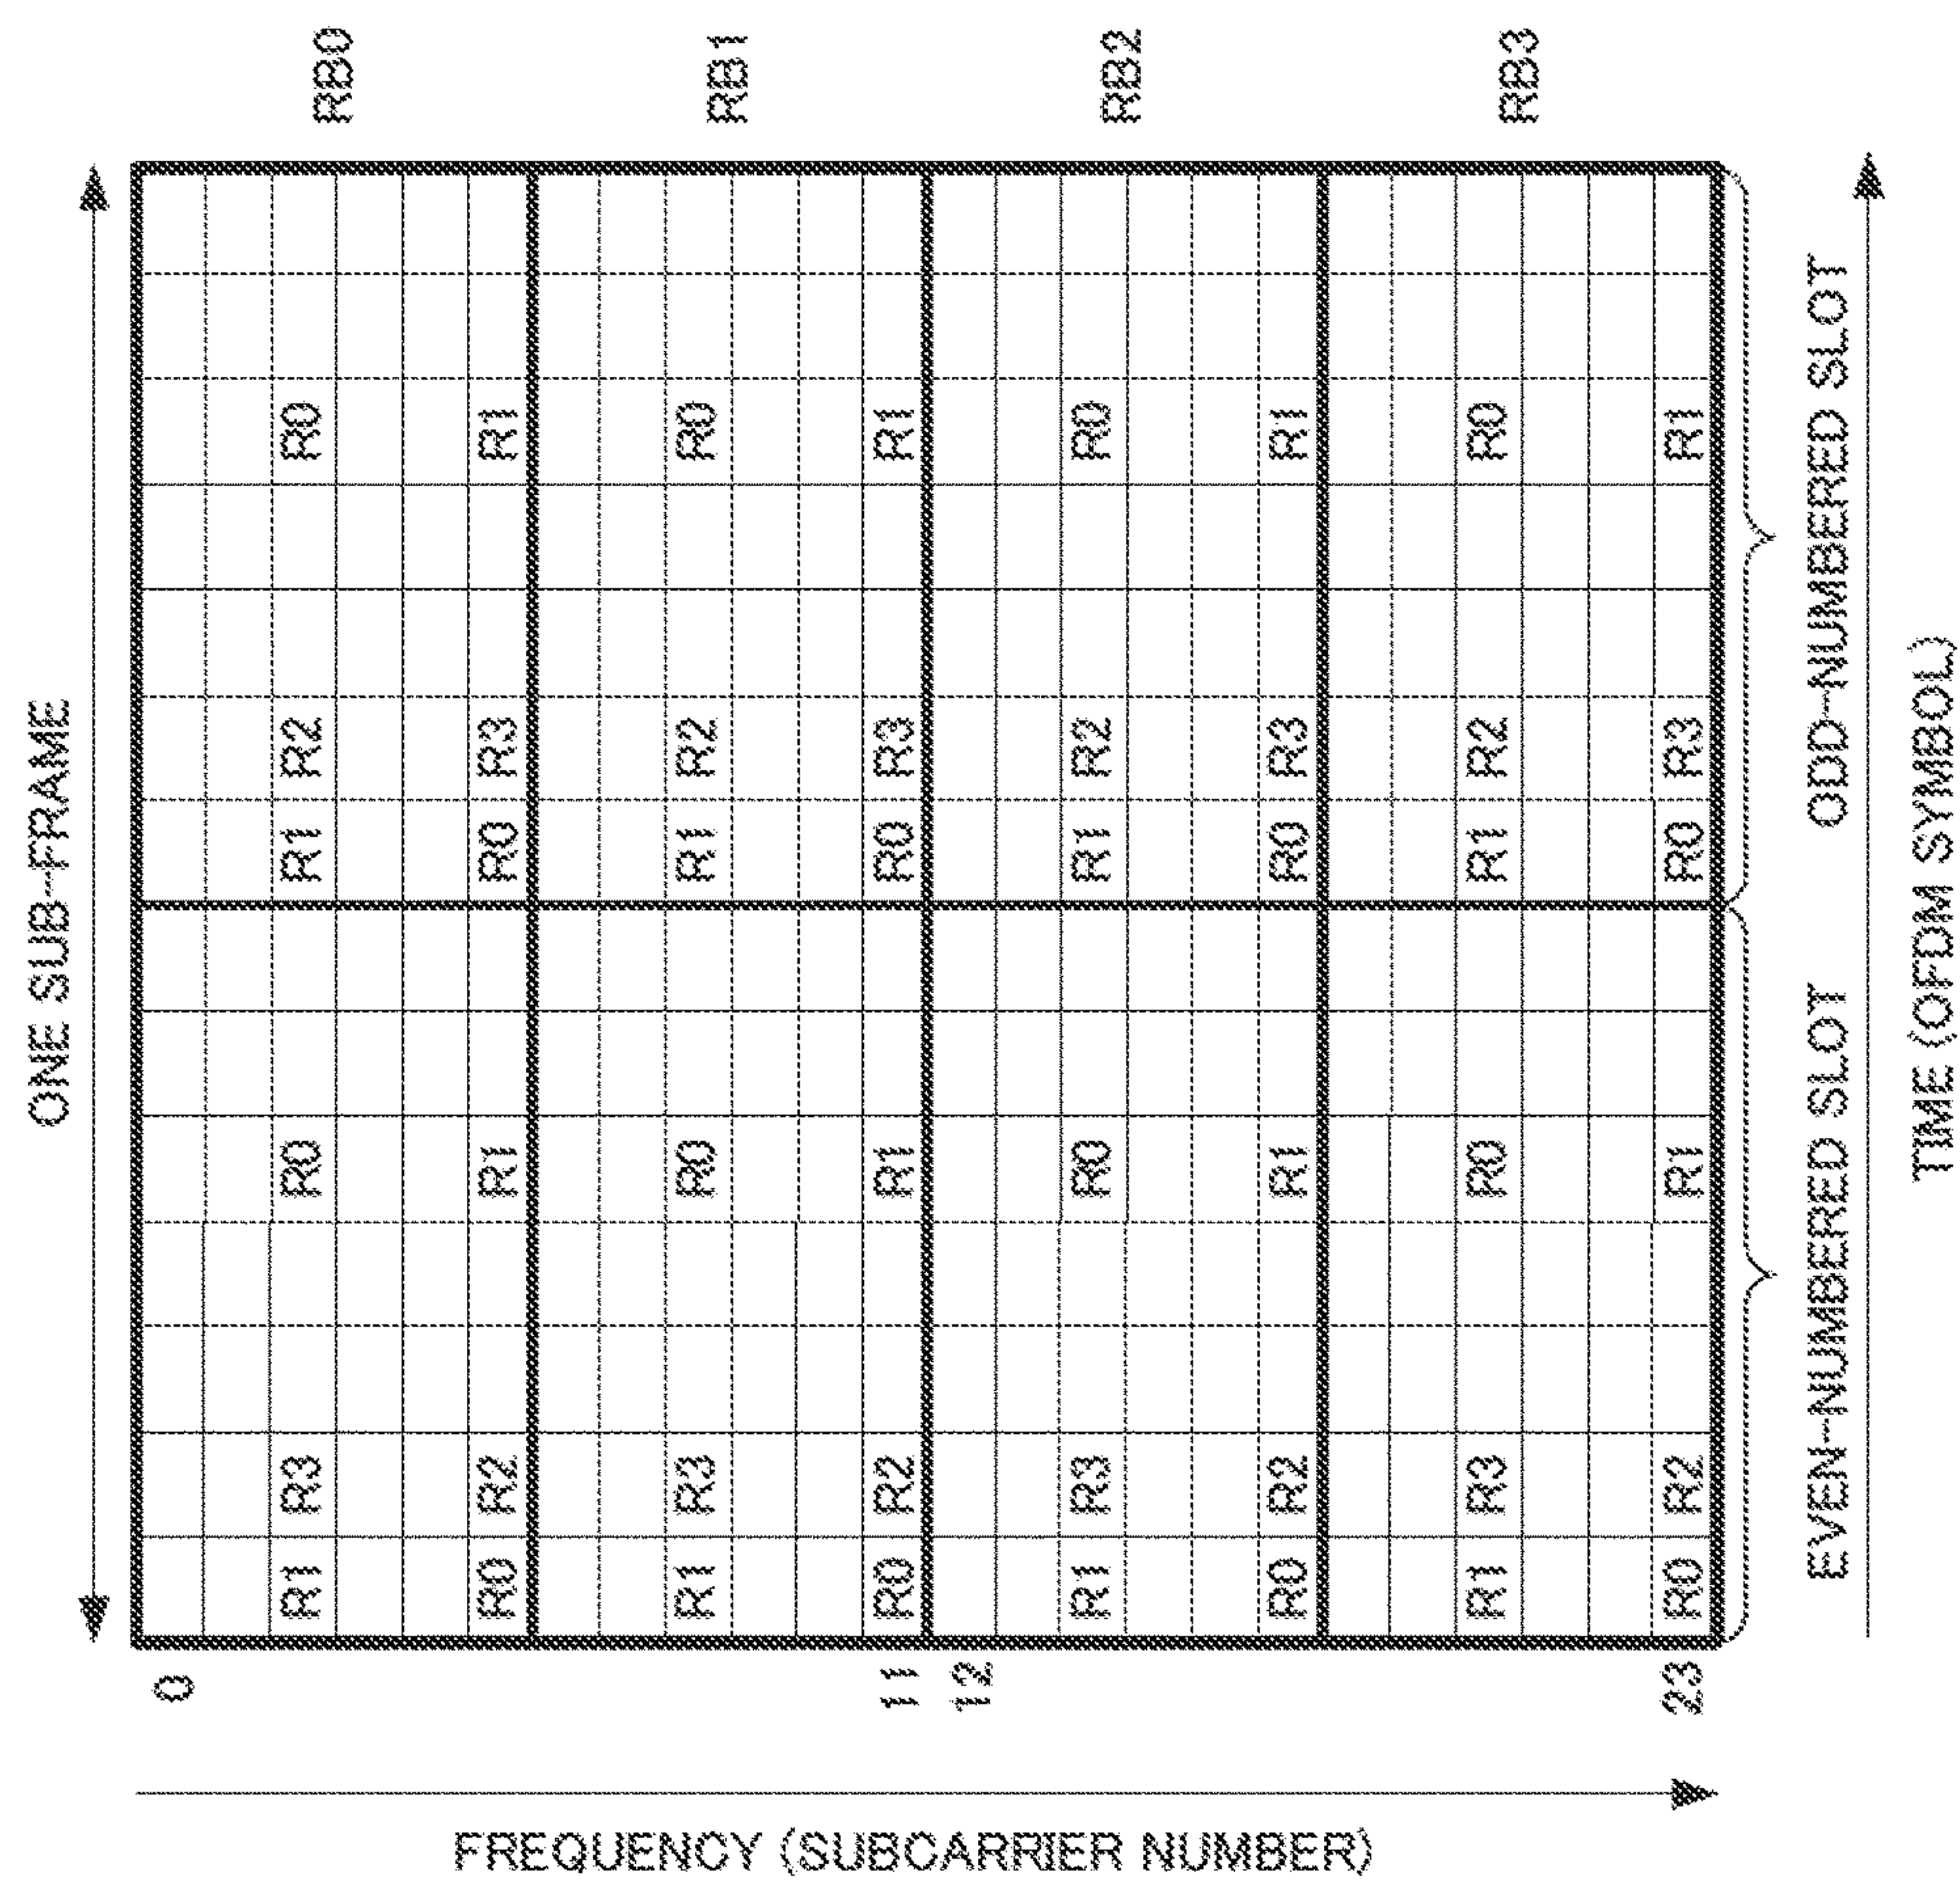 ONE SUB-FRAME
0
R1 R3 R0 R1 R2 R0
RB0
R0 R2 R1 R0 R3 R1
R1 R3 R0 R1 R2 R0
RB1
11 R0 R2 R1 R0 R3 R1
12
R1 R3 R0 R1 R2 R0
RB2
R0 R2 R1 R0 R3 R1
R1 R3 R0 R1 R2 R0
RB3
23 R0 R2 R1 R0 R3 R1
EVEN-NUMBERED SLOT ODD-NUMBERED SLOT
TIME (OFDM SYMBOL)
FREQUENCY (SUBCARRIER NUMBER)